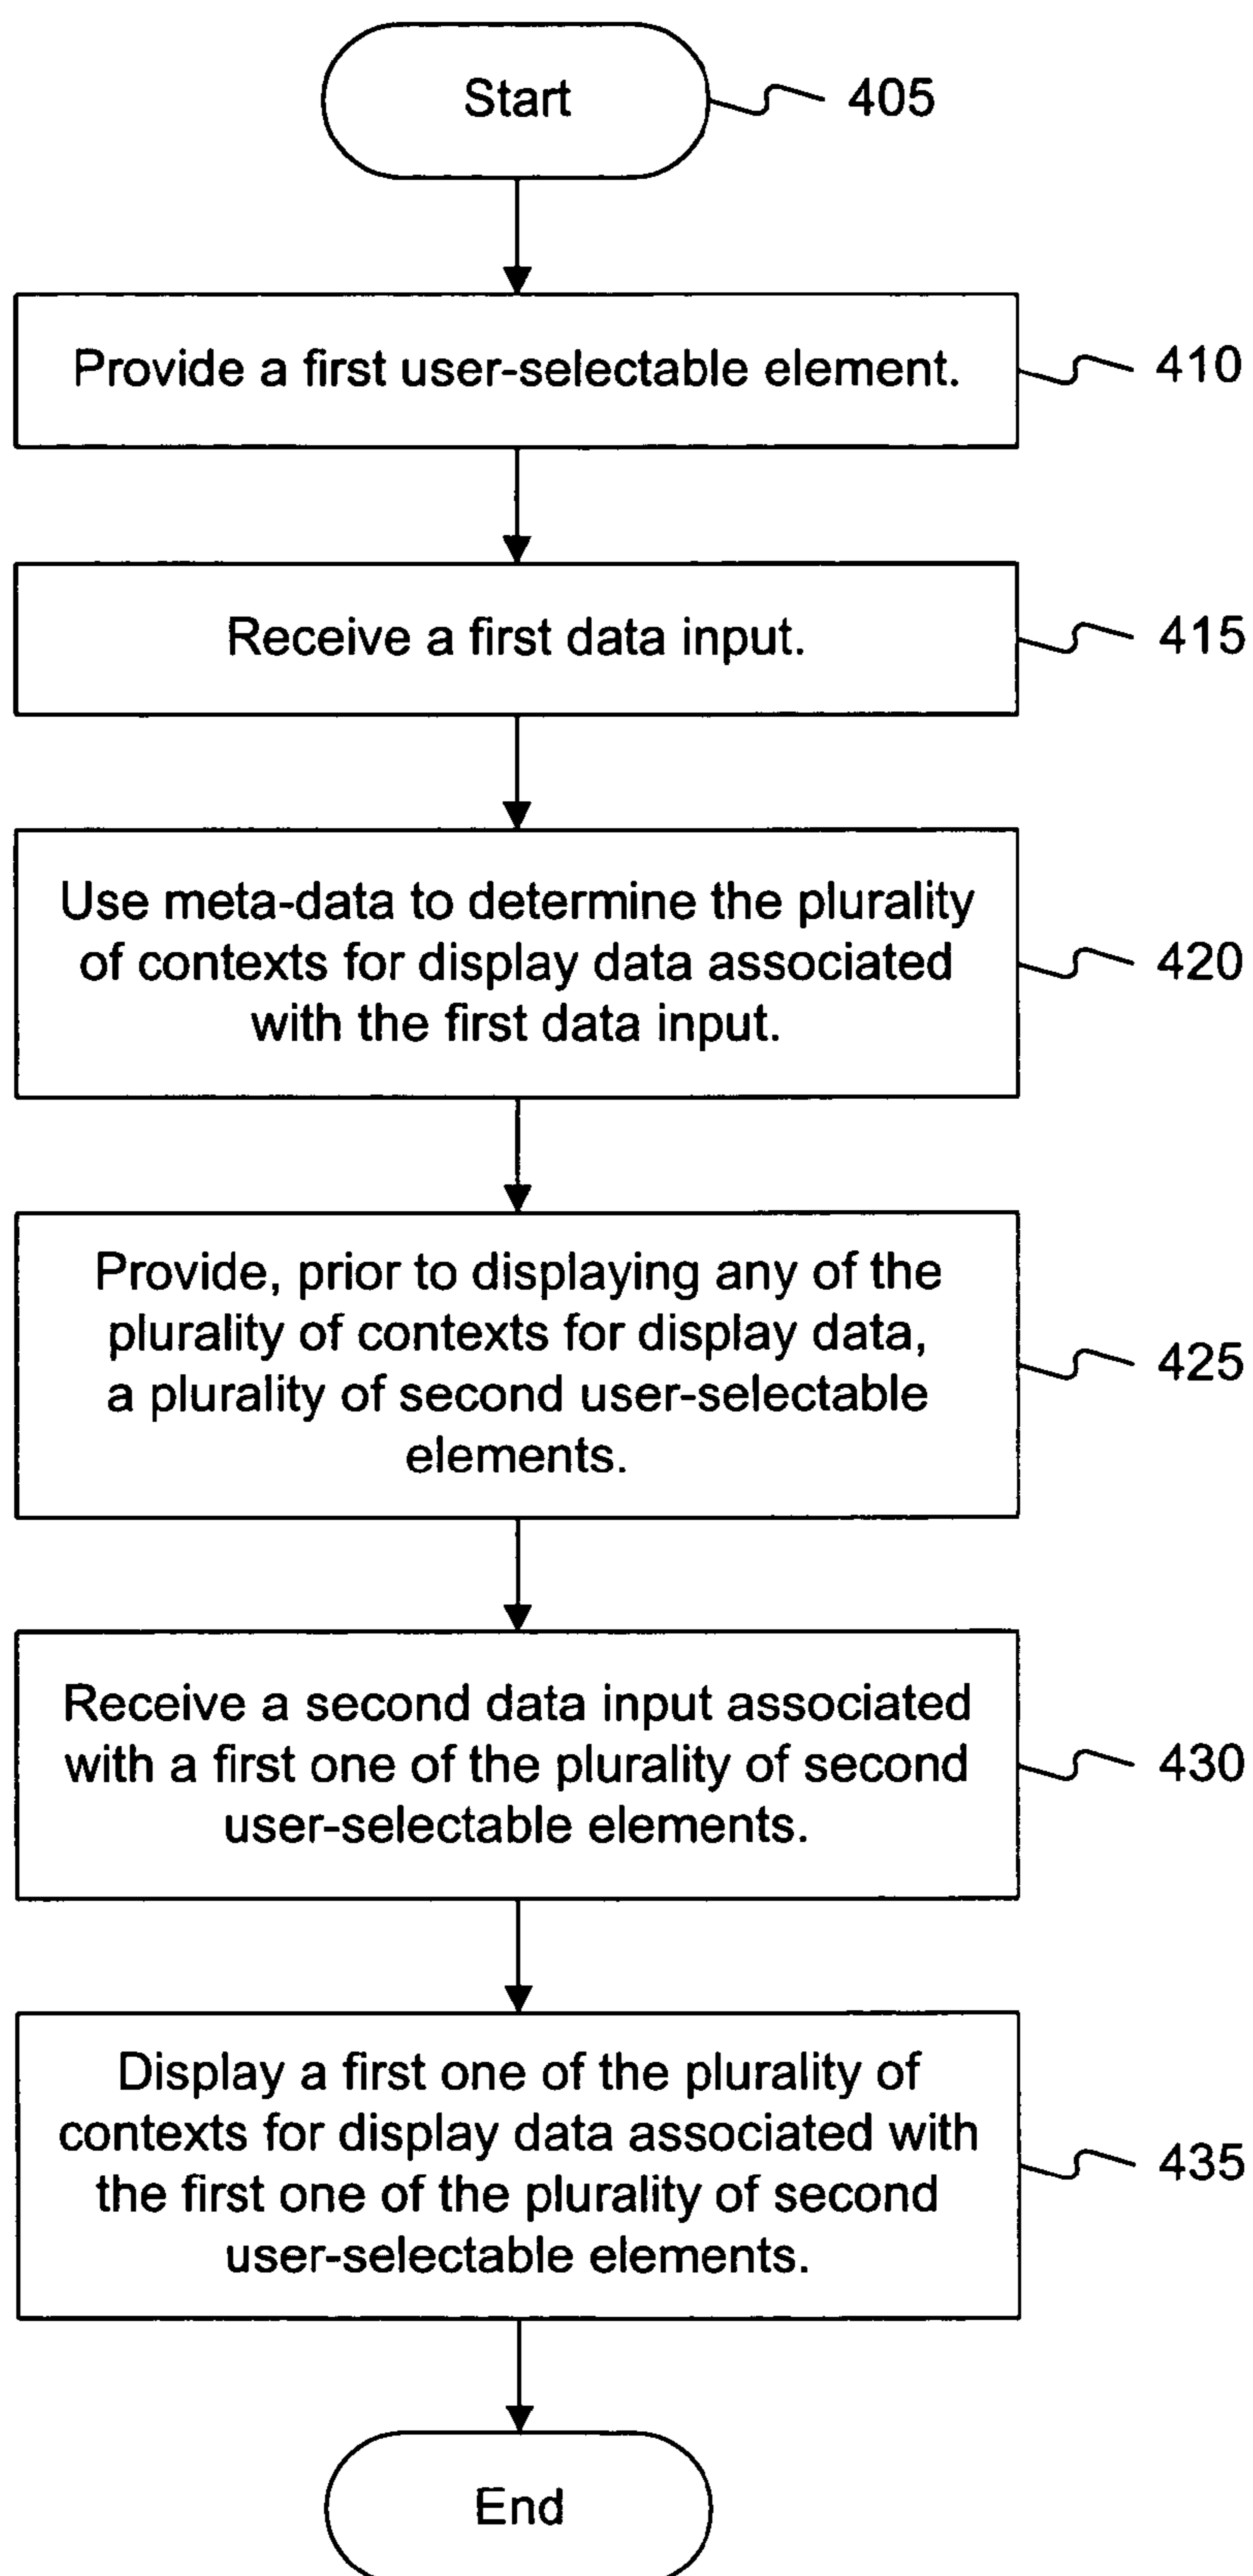 Start
405
Provide a first user-selectable element.
410
Receive a first data input.
415
Use meta-data to determine the plurality
of contexts for display data associated
with the first data input.
420
Provide, prior to displaying any of the
plurality of contexts for display data,
a plurality of second user-selectable
elements.
425
Receive a second data input associated
with a first one of the plurality of second
user-selectable elements.
430
Display a first one of the plurality of
contexts for display data associated with
the first one of the plurality of second
user-selectable elements.
435
End